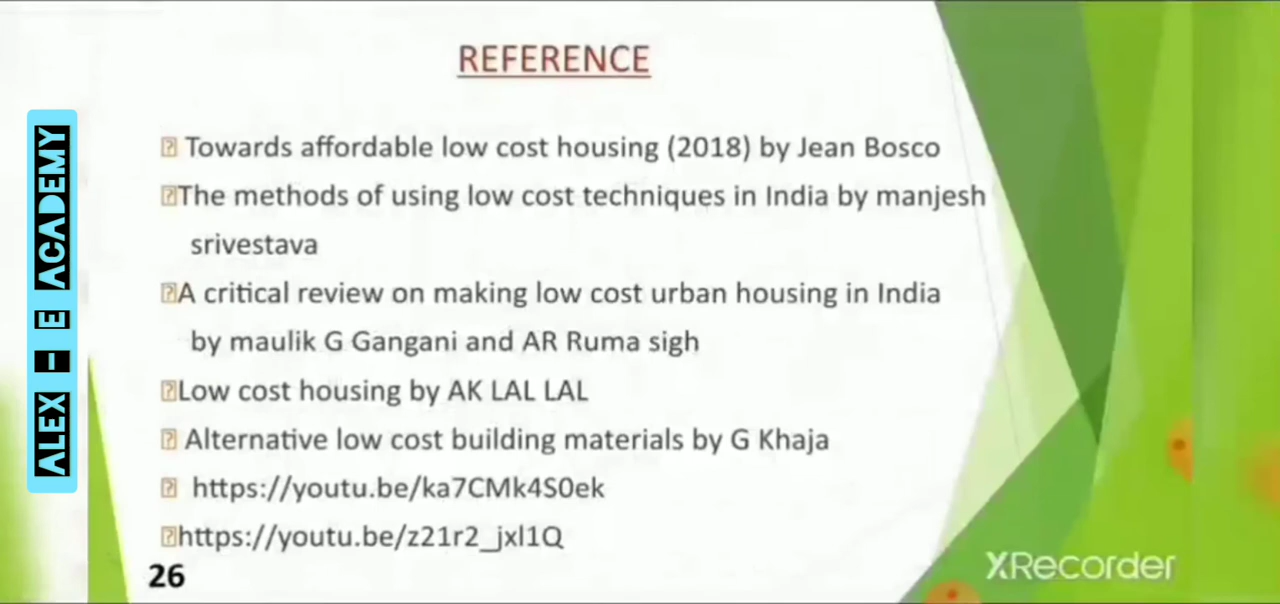 REFERENCE
Towards affordable low cost housing (2018) by Jean Bosco
The methods of using low cost techniques in India by manjesh
srivestava
A critical review on making low cost urban housing in India
by maulik G Gangani and AR Ruma sigh
Low cost housing by AK LAL LAL
Alternative low cost building materials by G Khaja
https://youtu.be/ka7CMk4S0ek
https://youtu.be/z21r2_jxl1Q
26
ALEX - E ACADEMY
XRecorder